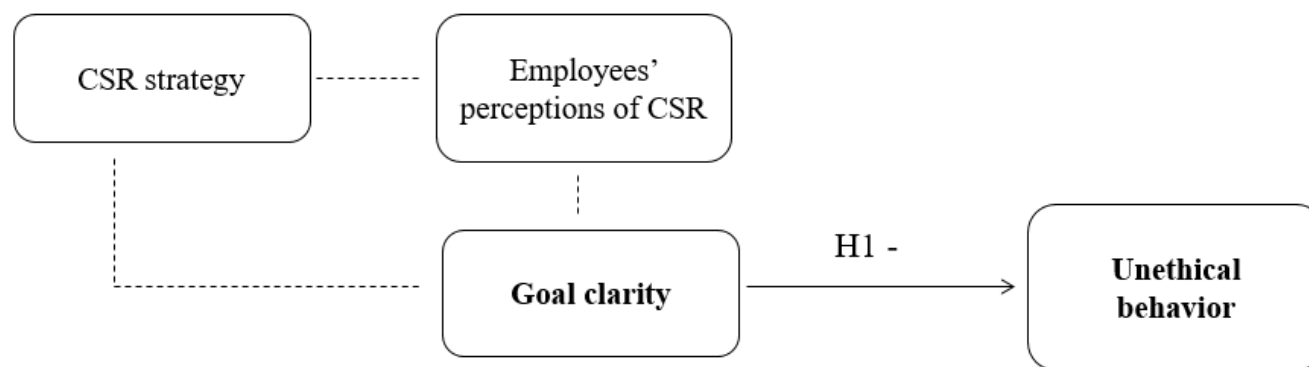 CSR strategy
Employees’
perceptions of CSR
Goal clarity
H1 -
Unethical
behavior